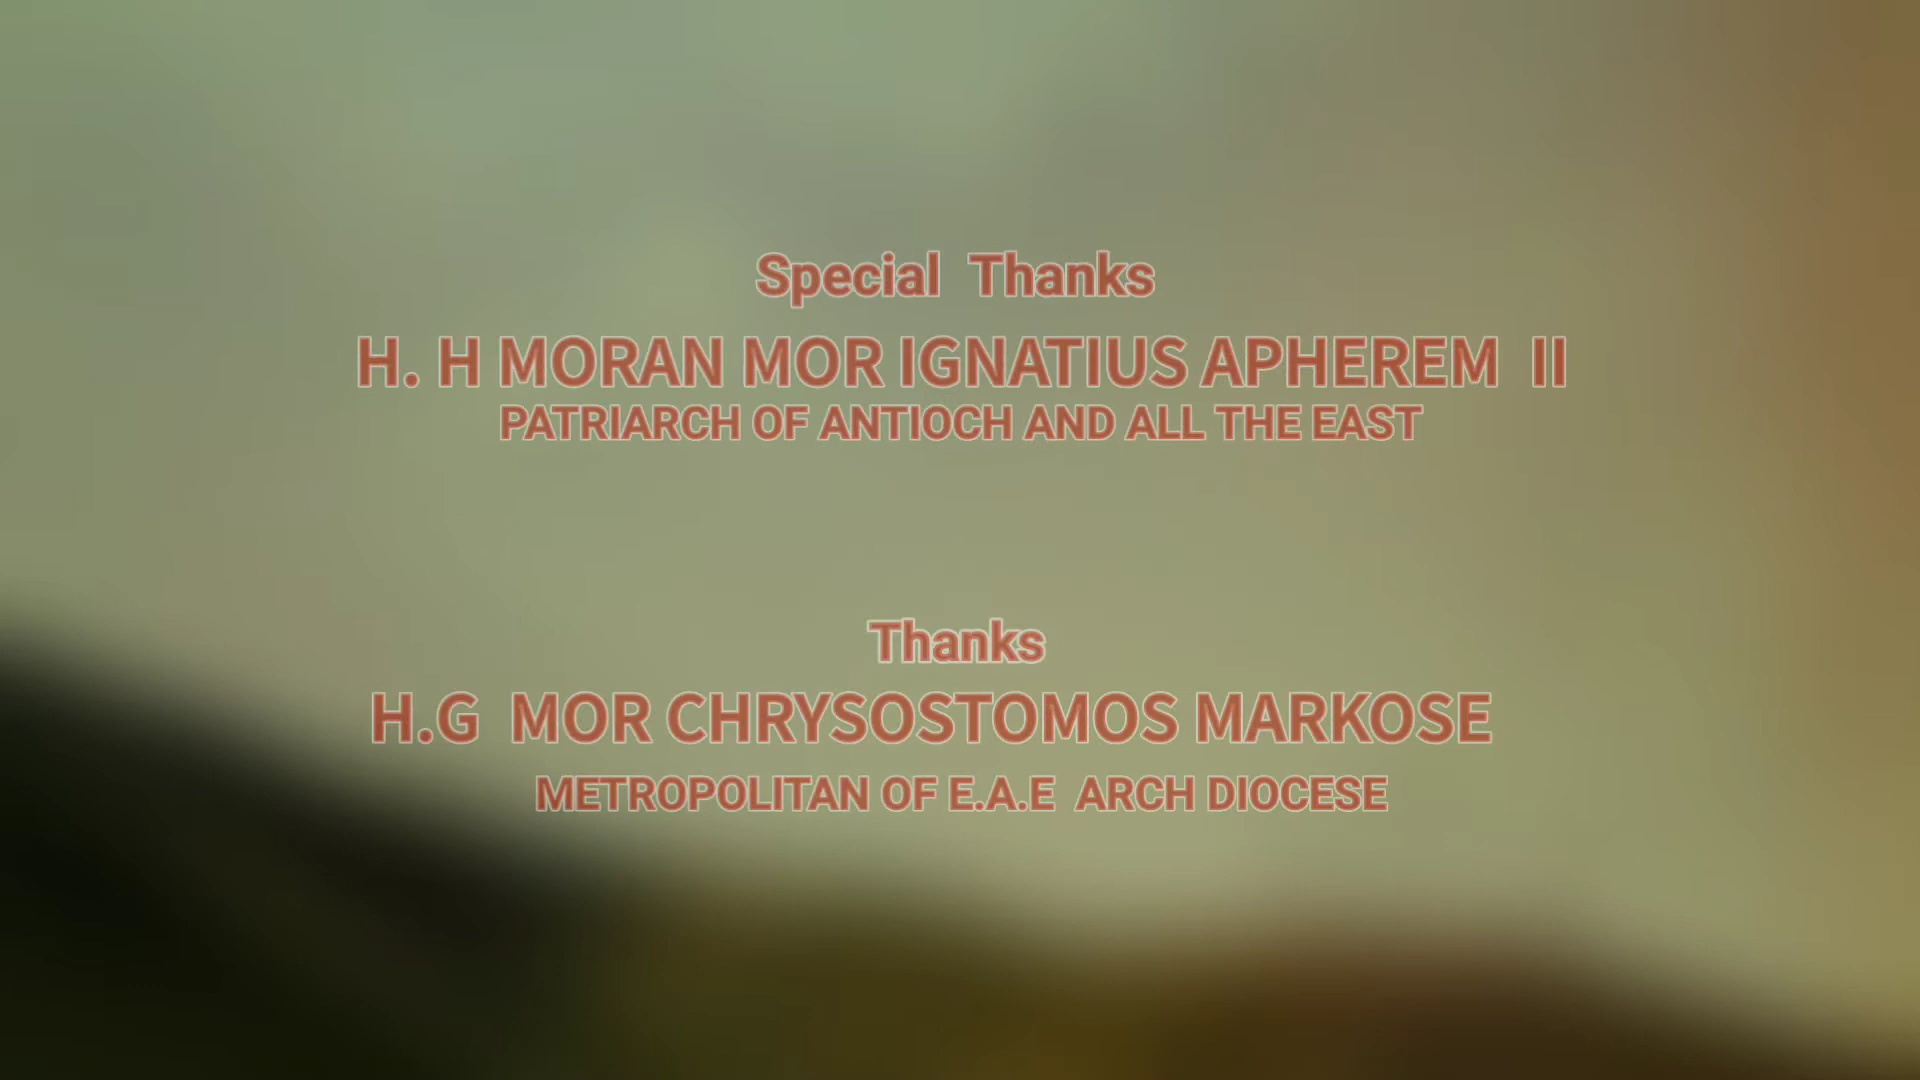 Special Thanks
H. H MORAN MOR IGNATIUS APHEREM II
PATRIARCH OF ANTIOCH AND ALL THE EAST
Thanks
H.G MOR CHRYSOSTOMOS MARKOSE
METROPOLITAN OF E.A.E ARCH DIOCESE